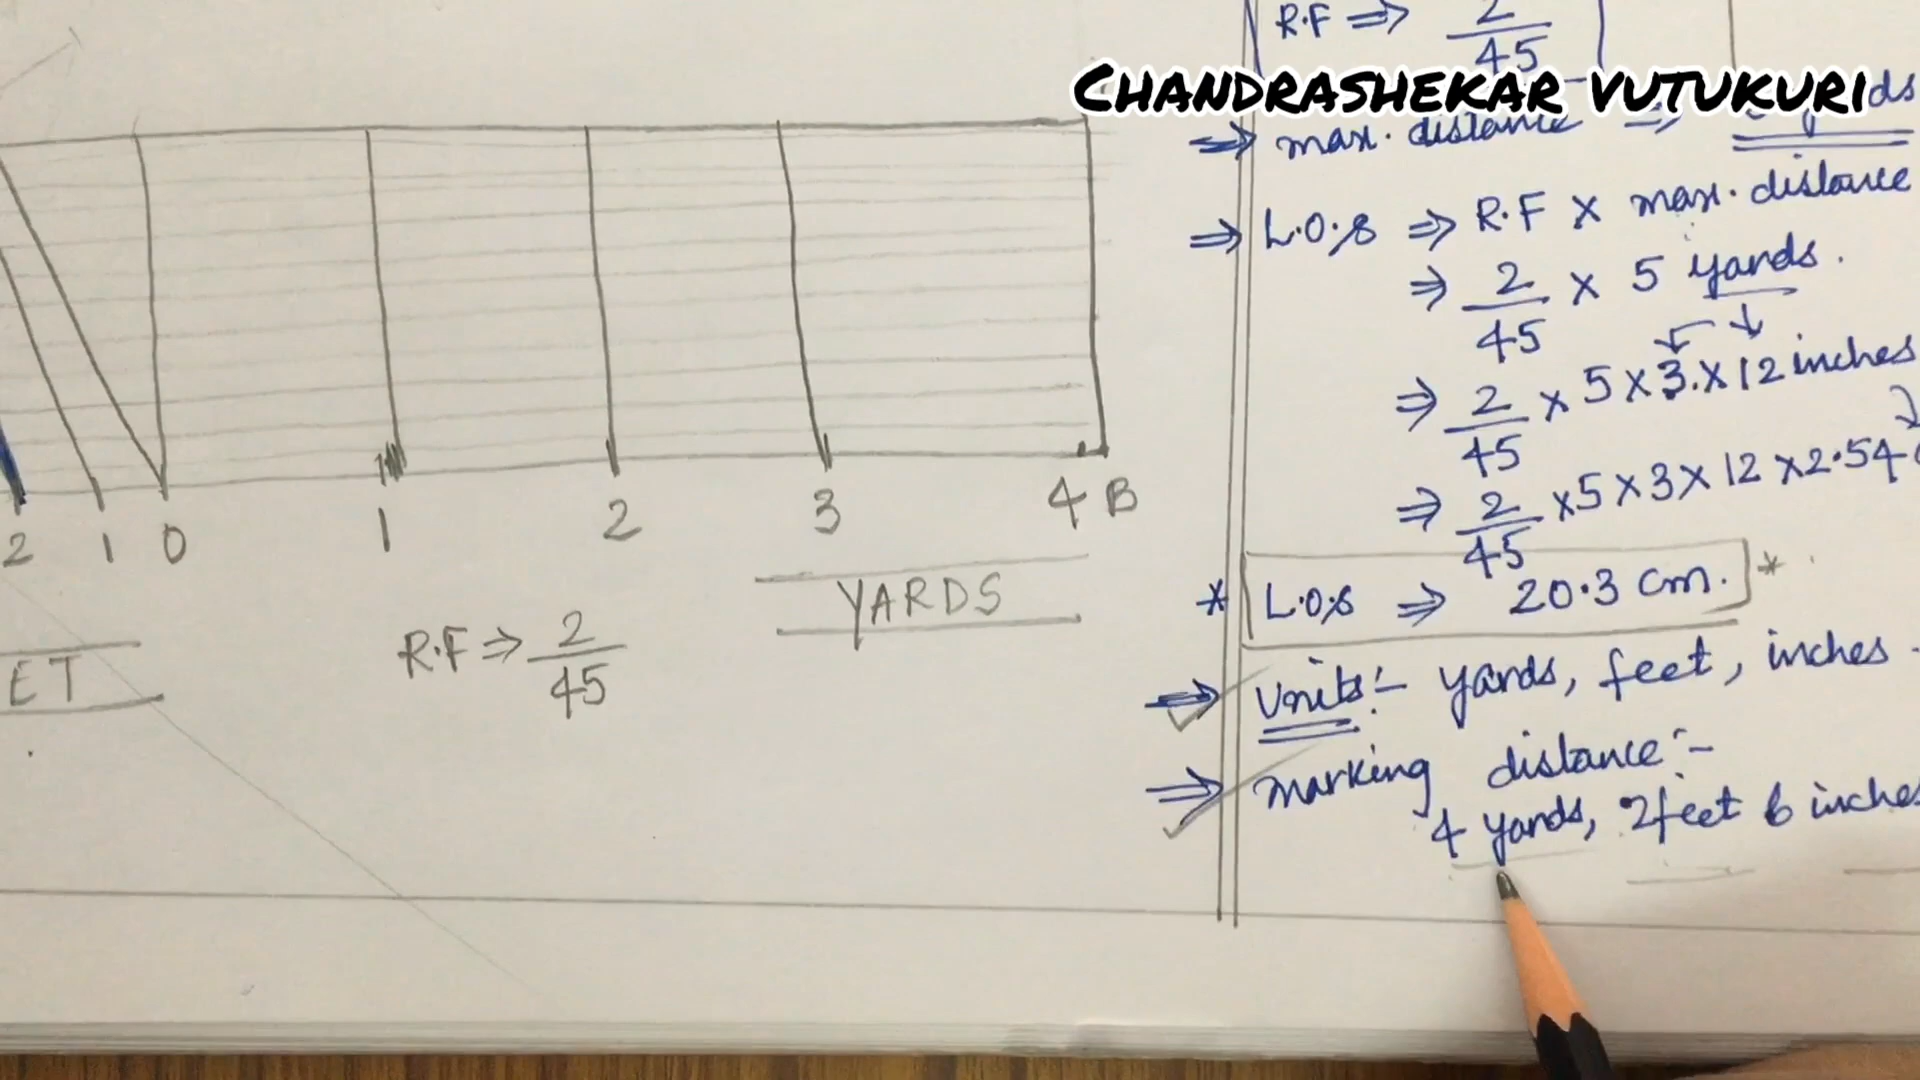 R.F ⇒ 2/45
CHANDRASHEKAR VUTUKURI
⇒ max. distance ⇒
⇒ L.O.S ⇒ R.F × max. distance
⇒ 2/45 × 5 yards.
⇒ 2/45 × 5 × 3 × 12 inches
⇒ 2/45 × 5 × 3 × 12 × 2.54
* L.O.S ⇒ 20.3 cm. *
⇒ Units:- yards, feet, inches.
⇒ marking distance:-
4 yards, 2feet 6 inches
2 1 0 1 2 3 4 B
YARDS
ET
R.F ⇒ 2/45